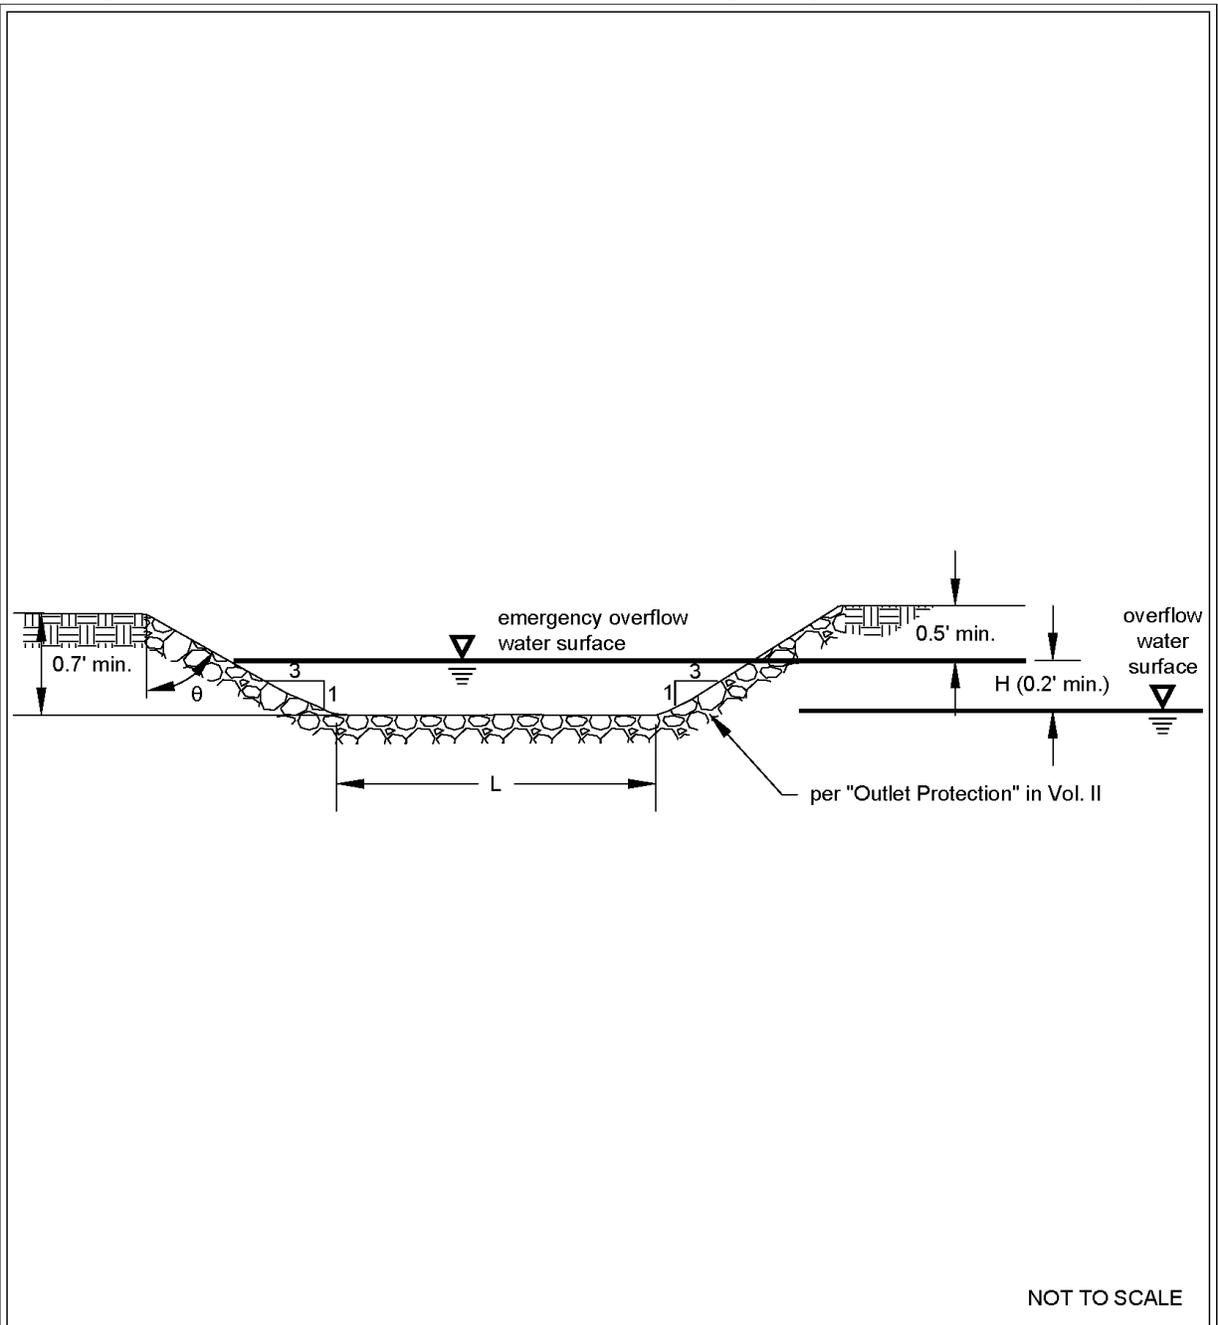 emergency overflow
water surface
overflow
water
surface
0.5' min.
0.7' min.
θ
3
1
3
1
H (0.2' min.)
L
per "Outlet Protection" in Vol. II
NOT TO SCALE